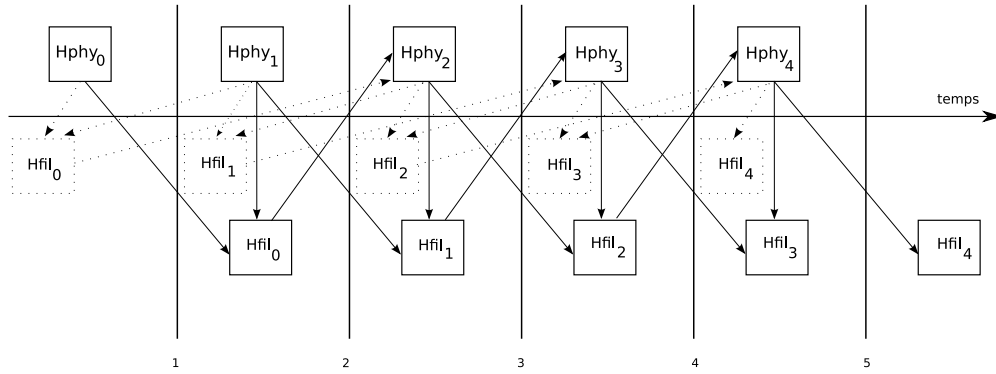 Hphy0 Hphy1 Hphy2 Hphy3 Hphy4
temps
Hfil0 Hfil1 Hfil2 Hfil3 Hfil4
Hfil0 Hfil1 Hfil2 Hfil3 Hfil4
1 2 3 4 5